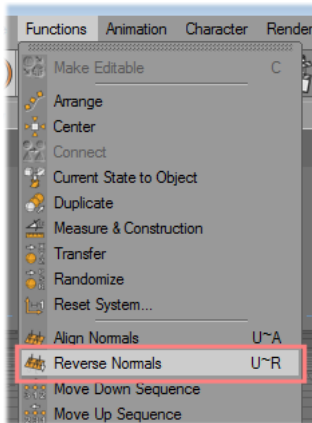 Functions Animation Character Render
Make Editable C
Arrange
Center
Connect
Current State to Object
Duplicate
Measure & Construction
Transfer
Randomize
Reset System...
Align Normals U~A
Reverse Normals U~R
Move Down Sequence
Move Up Sequence